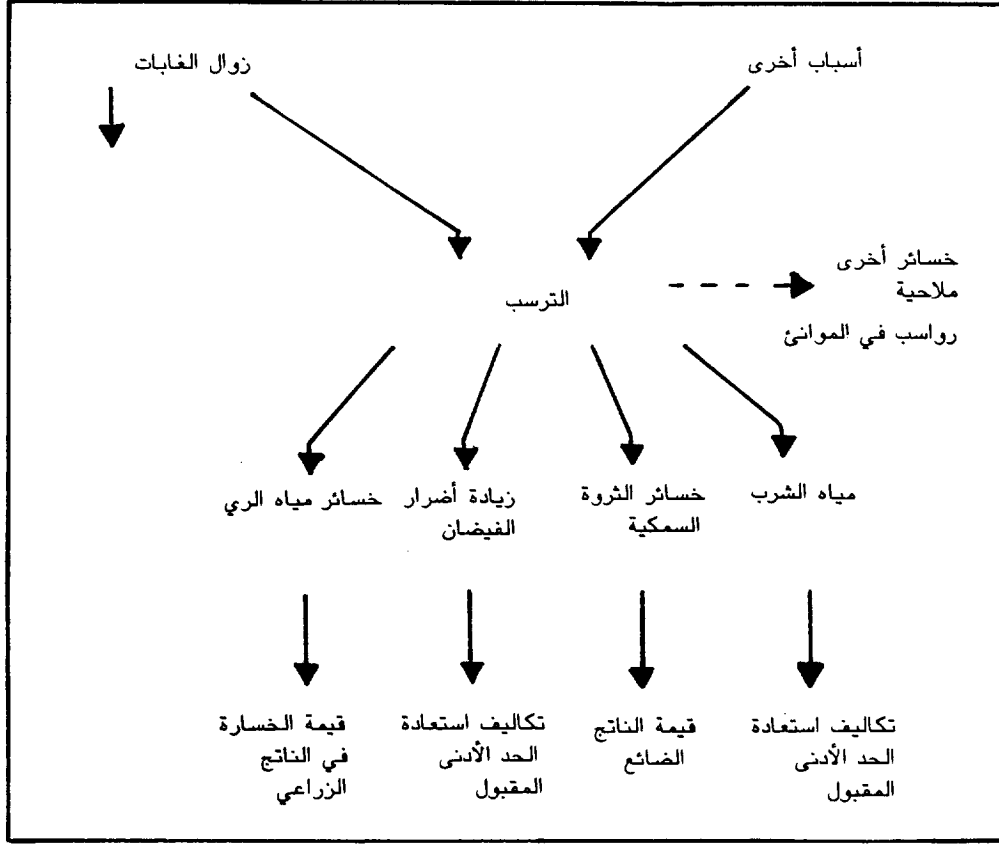 أسباب أخرى
زوال الغابات
خسائر أخرى
ملاحية
رواسب في الموانئ
الترسب
مياه الشرب
خسائر الثروة
السمكية
زيادة أضرار
الفيضان
خسائر مياه الري
تكاليف استعادة
الحد الأدنى
المقبول
قيمة الناتج
الضائع
تكاليف استعادة
الحد الأدنى
المقبول
قيمة الخسارة
في الناتج
الزراعي